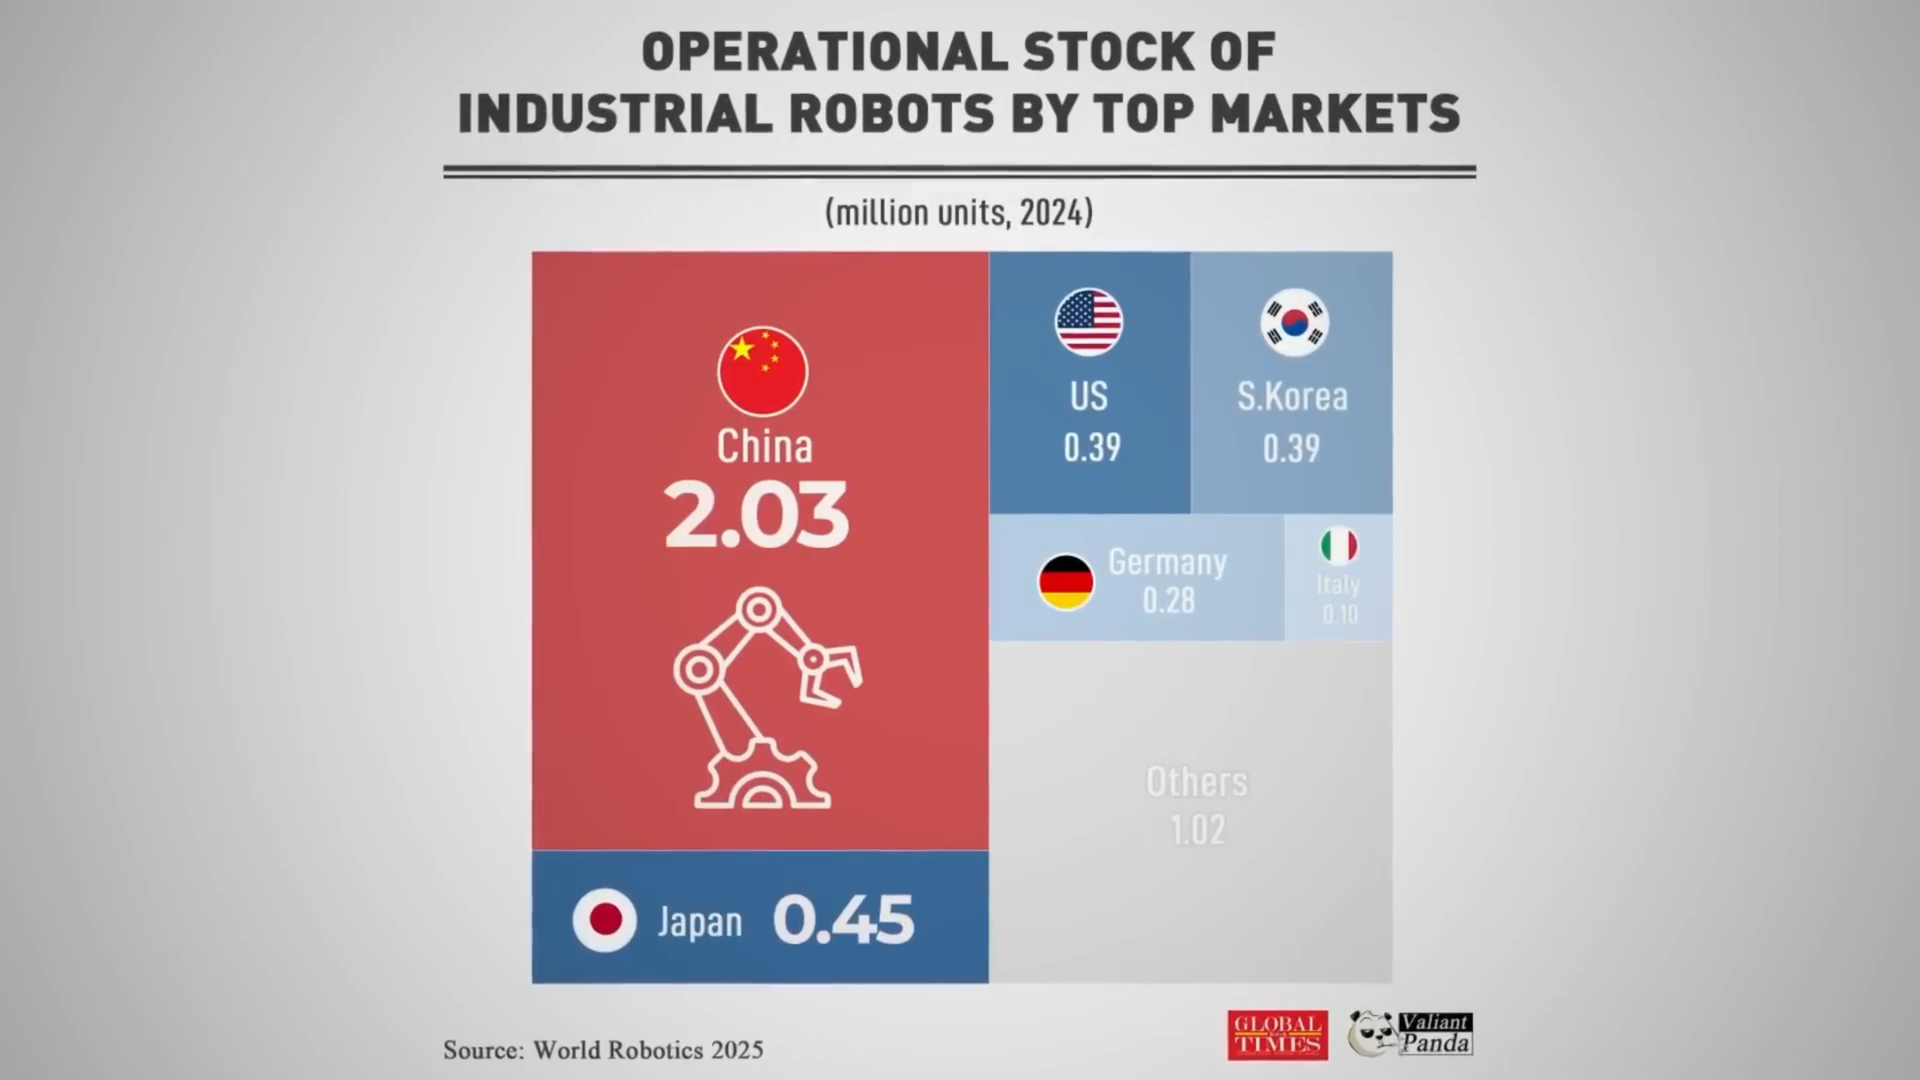 OPERATIONAL STOCK OF
INDUSTRIAL ROBOTS BY TOP MARKETS
(million units, 2024)
China
2.03
Japan 0.45
US
0.39
S.Korea
0.39
Germany
0.28
Italy
0.10
Others
1.02
Source: World Robotics 2025
GLOBAL
TIMES
Valiant
Panda